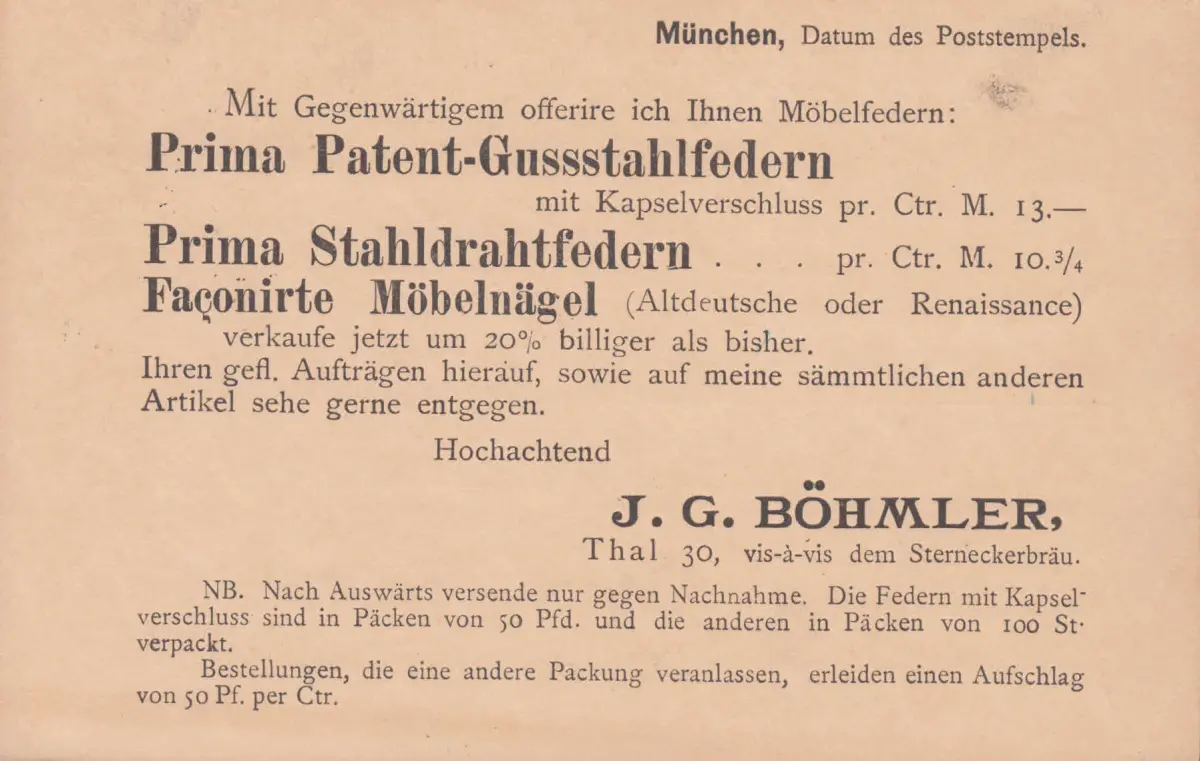 München, Datum des Poststempels.
Mit Gegenwärtigem offerire ich Ihnen Möbelfedern:
Prima Patent-Gussstahlfedern
mit Kapselverschluss pr. Ctr. M. 13.—
Prima Stahldrahtfedern . . . pr. Ctr. M. 10.¾
Façonirte Möbelnägel (Altdeutsche oder Renaissance)
verkaufe jetzt um 20% billiger als bisher.
Ihren gefl. Aufträgen hierauf, sowie auf meine sämmtlichen anderen
Artikel sehe gerne entgegen.
Hochachtend
J. G. BÖHMLER,
Thal 30, vis-à-vis dem Sterneckerbräu.
NB. Nach Auswärts versende nur gegen Nachnahme. Die Federn mit Kapsel-
verschluss sind in Päcken von 50 Pfd. und die anderen in Päcken von 100 St.
verpackt.
Bestellungen, die eine andere Packung veranlassen, erleiden einen Aufschlag
von 50 Pf. per Ctr.